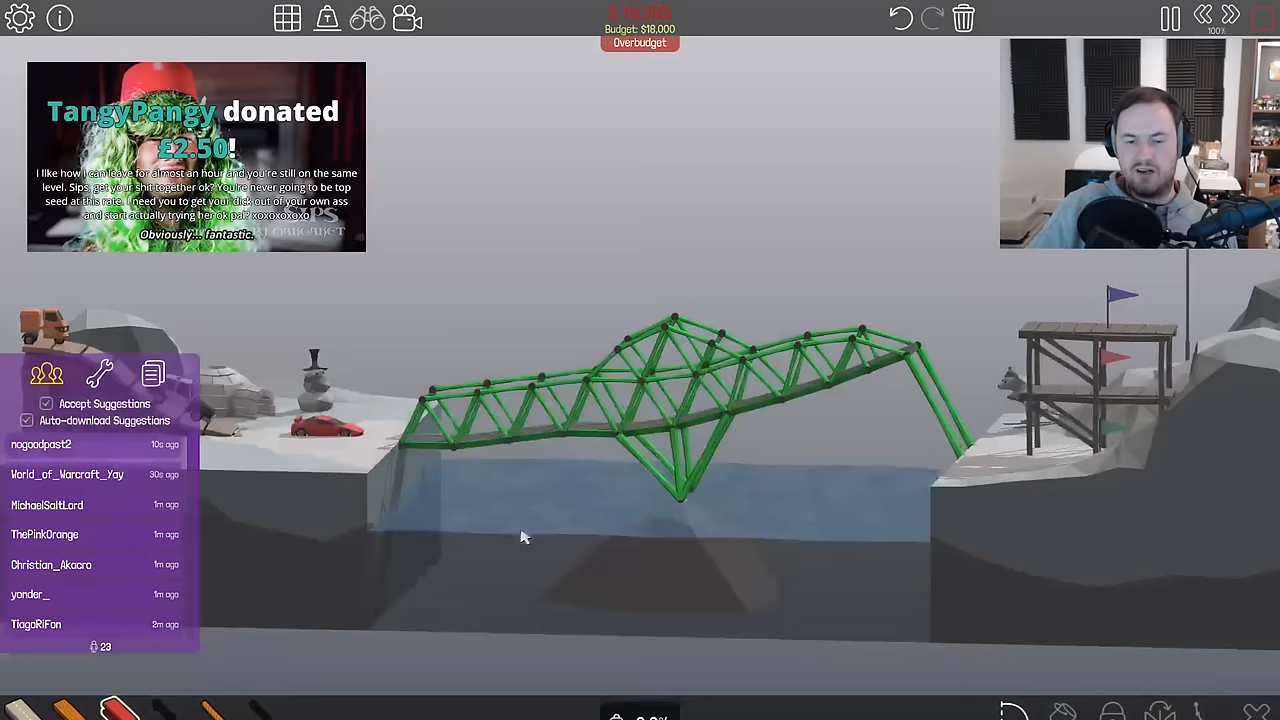 Budget: $18,000
Overbudget
100%
TangyPangy donated
£2.50!
I like how I can leave for almost an hour and you're still on the same
level. Sips, get your shit together ok? You're never going to be top
seed at this rate. I need you to get your dick out of your own ass
and start actually trying her ok pal? xoxoxoxoxo
Obviously... fantastic.
Accept Suggestions
Auto-download Suggestions
nogoodpast2 10s ago
World_of_Warcraft_Yay 30s ago
MichaelSaltLord 1m ago
ThePinkOrange 1m ago
Christian_Akacro 1m ago
yonder_ 1m ago
TiagoRiFon 2m ago
23